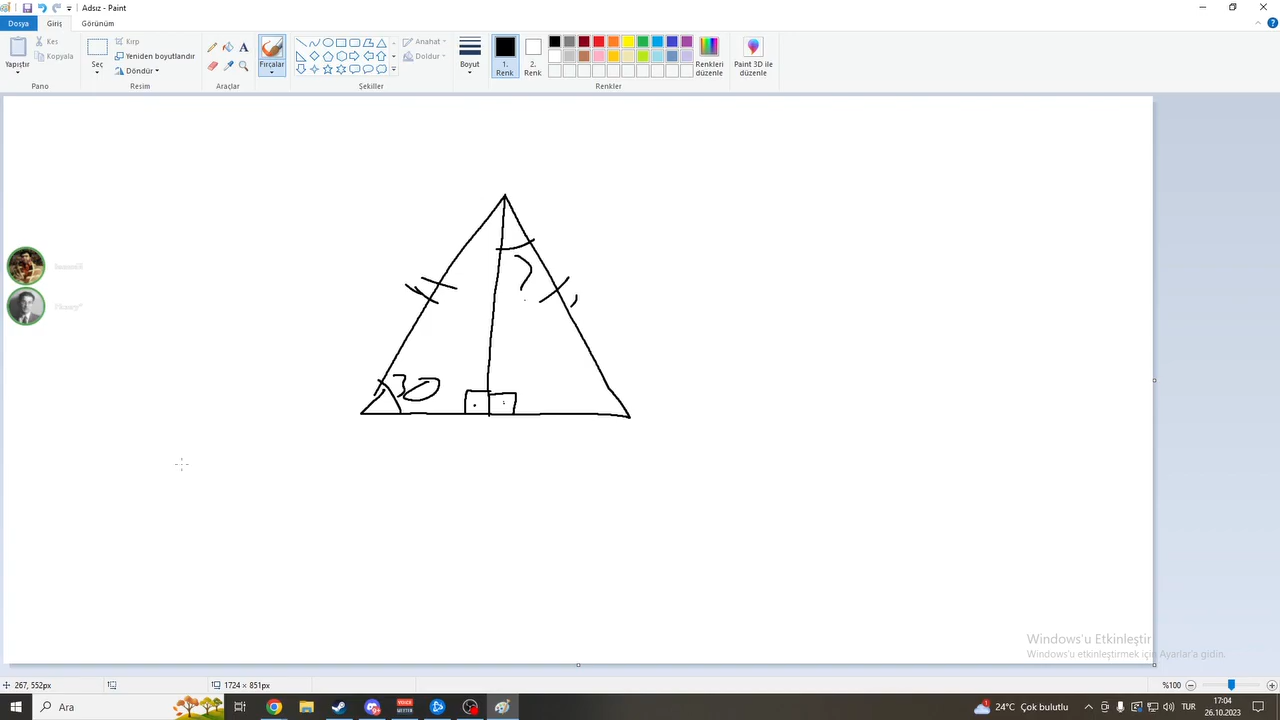 Adsız - Paint
Dosya Giriş Görünüm
Yapıştır Kes Kopyala
Pano
Seç Kırp Yeniden boyutlandır Döndür
Resim
A
Araçlar
Fırçalar
Anahat Doldur
Şekiller
Boyut
1. Renk
2. Renk
Renkleri düzenle
Renkler
Paint 3D ile düzenle
?
30
Windows'u Etkinleştir
Windows'u etkinleştirmek için Ayarlar'a gidin.
267, 552px
1724 × 851px
%100
Ara
VOICE
24°C Çok bulutlu
TUR
17:04
26.10.2023